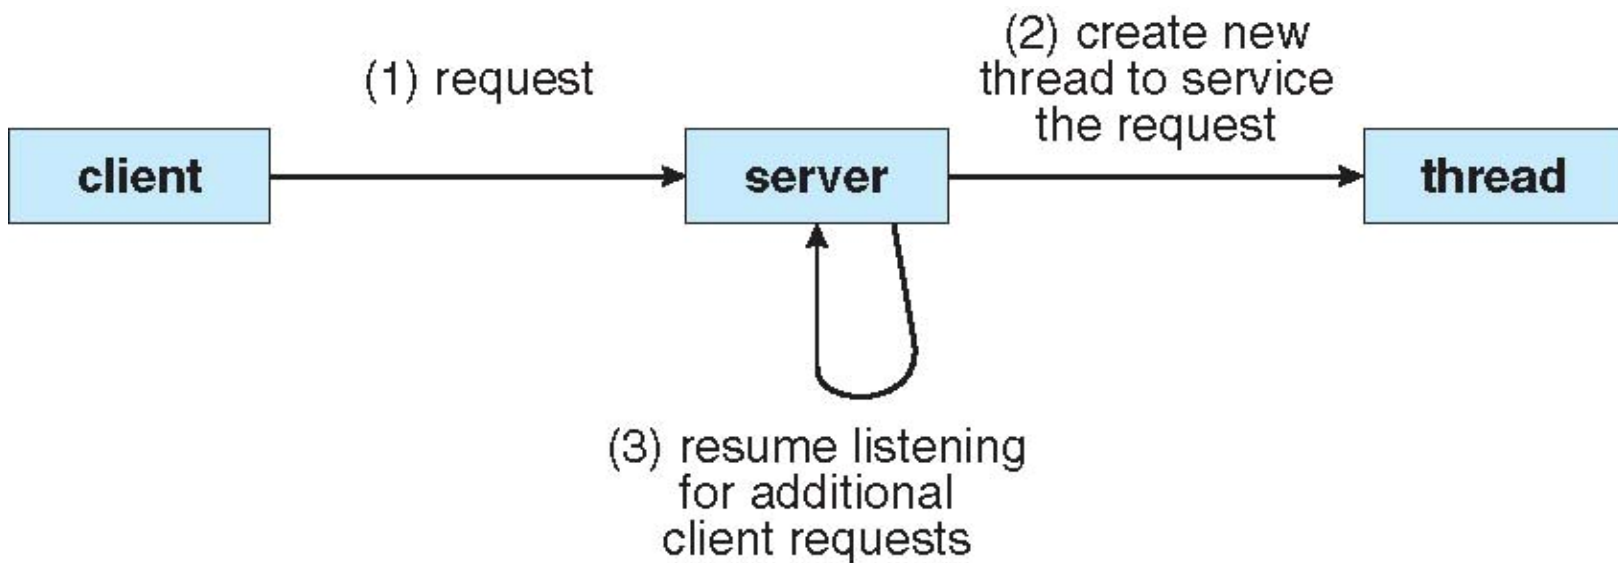 (1) request
(2) create new
thread to service
the request
client
server
thread
(3) resume listening
for additional
client requests